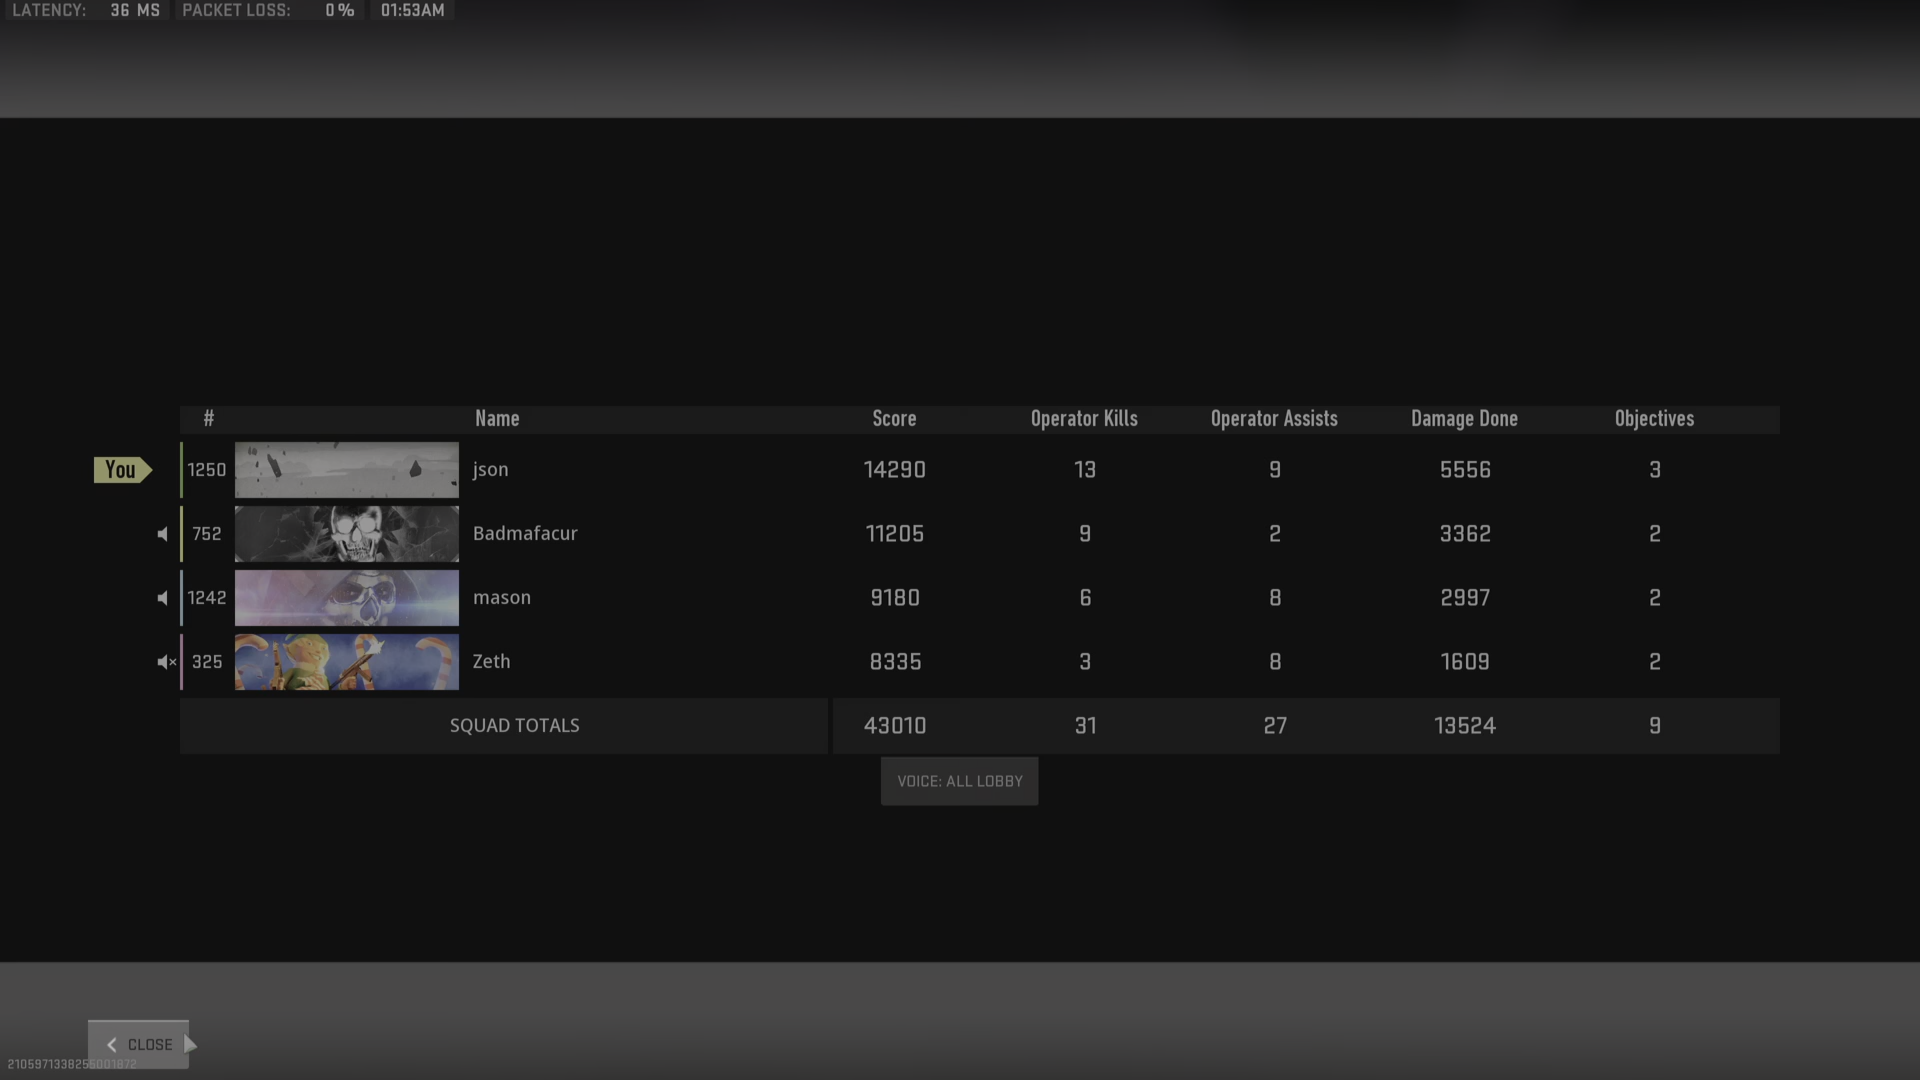 LATENCY: 36 MS PACKET LOSS: 0 % 01:53AM
# Name Score Operator Kills Operator Assists Damage Done Objectives
You 1250 json 14290 13 9 5556 3
752 Badmafacur 11205 9 2 3362 2
1242 mason 9180 6 8 2997 2
325 Zeth 8335 3 8 1609 2
SQUAD TOTALS 43010 31 27 13524 9
VOICE: ALL LOBBY
CLOSE